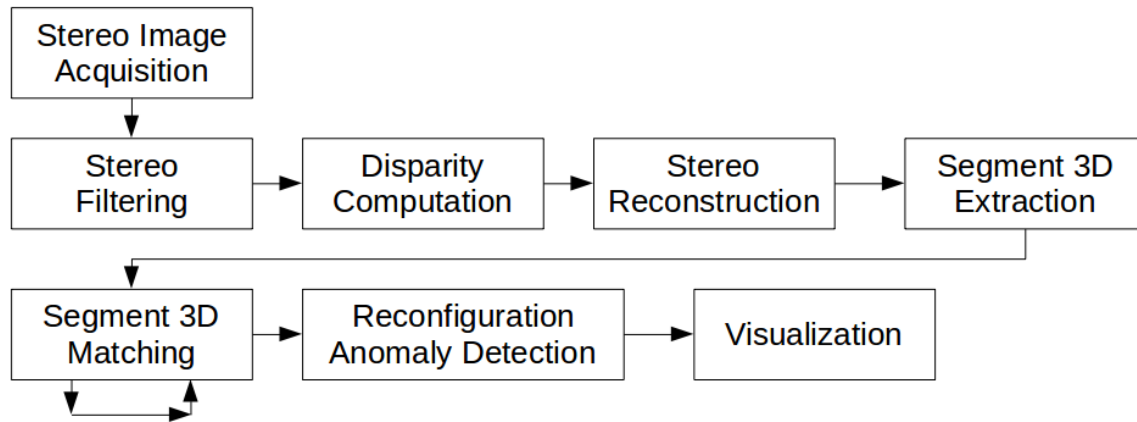 Stereo Image
Acquisition
Stereo
Filtering
Disparity
Computation
Stereo
Reconstruction
Segment 3D
Extraction
Segment 3D
Matching
Reconfiguration
Anomaly Detection
Visualization